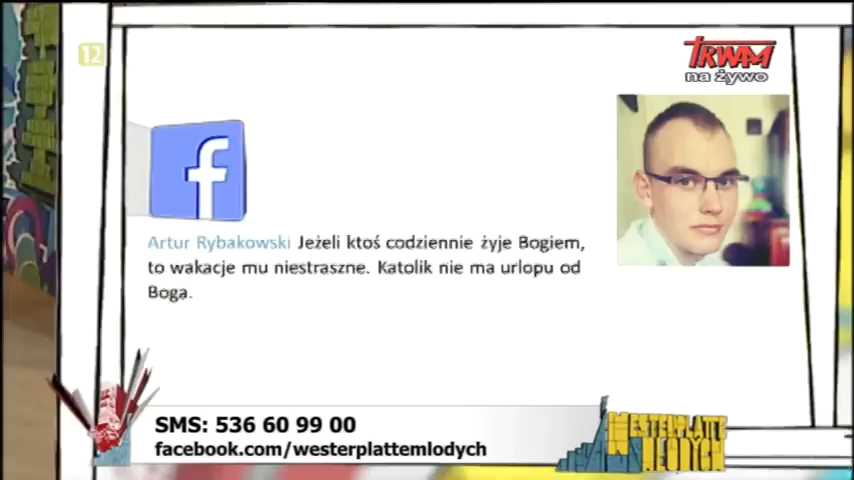 12
TRWAM
na żywo
f
Artur Rybakowski Jeżeli ktoś codziennie żyje Bogiem,
to wakacje mu niestraszne. Katolik nie ma urlopu od
Boga.
SMS: 536 60 99 00
facebook.com/westerplattemlodych
WESTERPLATTE
MŁODYCH